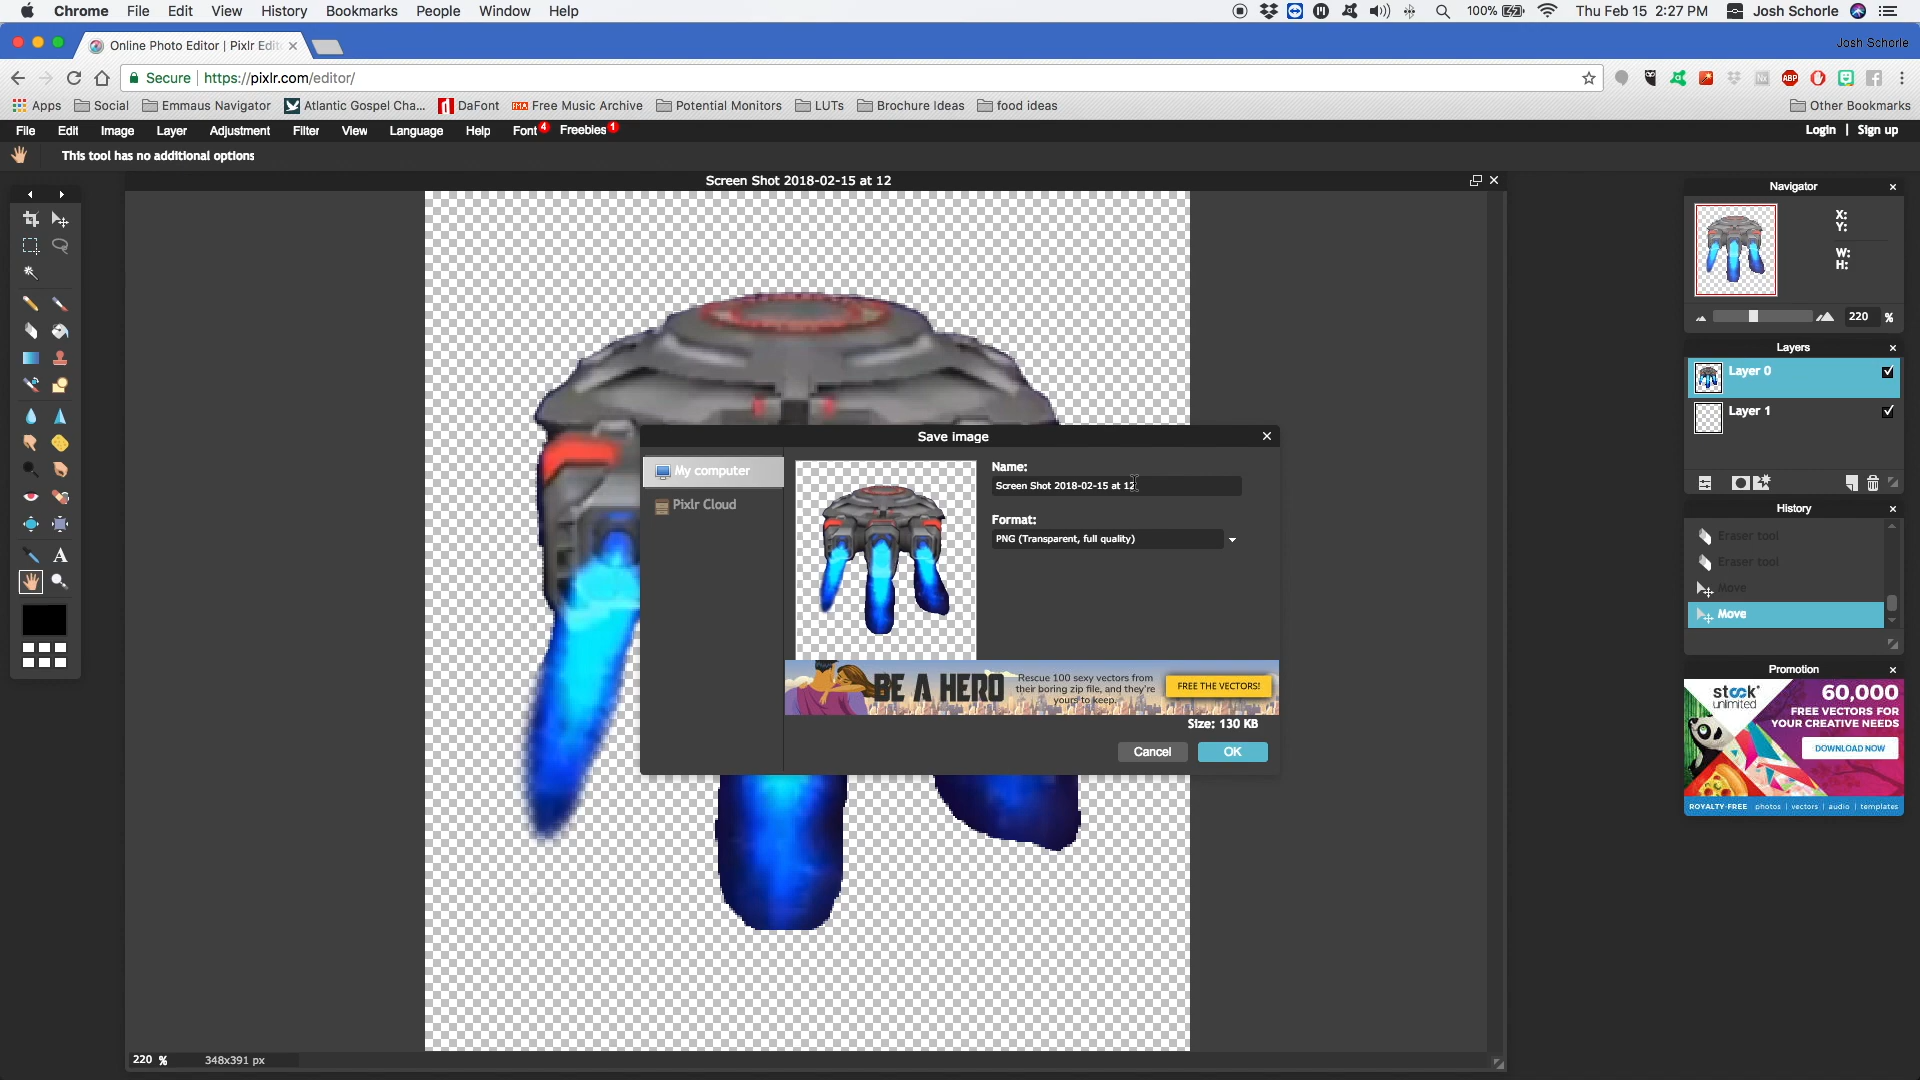 Chrome File Edit View History Bookmarks People Window Help
100% Thu Feb 15 2:27 PM Josh Schorle
Online Photo Editor | Pixlr Edit
Josh Schorle
Secure https://pixlr.com/editor/
ABP
Apps Social Emmaus Navigator Atlantic Gospel Cha... DaFont Free Music Archive Potential Monitors LUTs Brochure Ideas food ideas Other Bookmarks
File Edit Image Layer Adjustment Filter View Language Help Font 4 Freebies 1 Login | Sign up
This tool has no additional options
Screen Shot 2018-02-15 at 12
Navigator
X:
Y:
W:
H:
220 %
Layers
Layer 0
Layer 1
History
Eraser tool
Eraser tool
Move
Move
Promotion
stock unlimited
60,000
FREE VECTORS FOR
YOUR CREATIVE NEEDS
DOWNLOAD NOW
ROYALTY-FREE photos | vectors | audio | templates
Save image
My computer
Pixlr Cloud
Name:
Screen Shot 2018-02-15 at 12
Format:
PNG (Transparent, full quality)
BE A HERO
Rescue 100 sexy vectors from
their boring zip file, and they're
yours to keep.
FREE THE VECTORS!
Size: 130 KB
Cancel OK
220 % 348x391 px